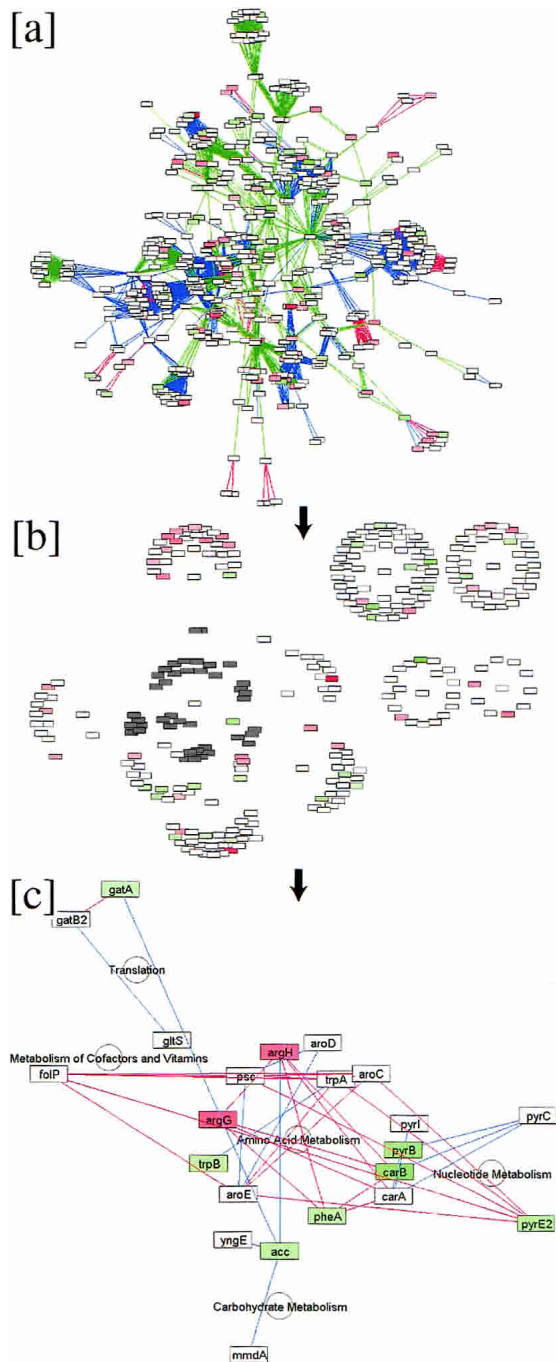 [a]
[b]
[c]
gatA
gatB2
Translation
gltS
aroD
argH
Metabolism of Cofactors and Vitamins
folP
psc
trpA
aroC
argG
pyrI
pyrC
Amino Acid Metabolism
pyrB
trpB
carB
Nucleotide Metabolism
aroE
carA
pheA
pyrE2
yngE
acc
Carbohydrate Metabolism
mmdA